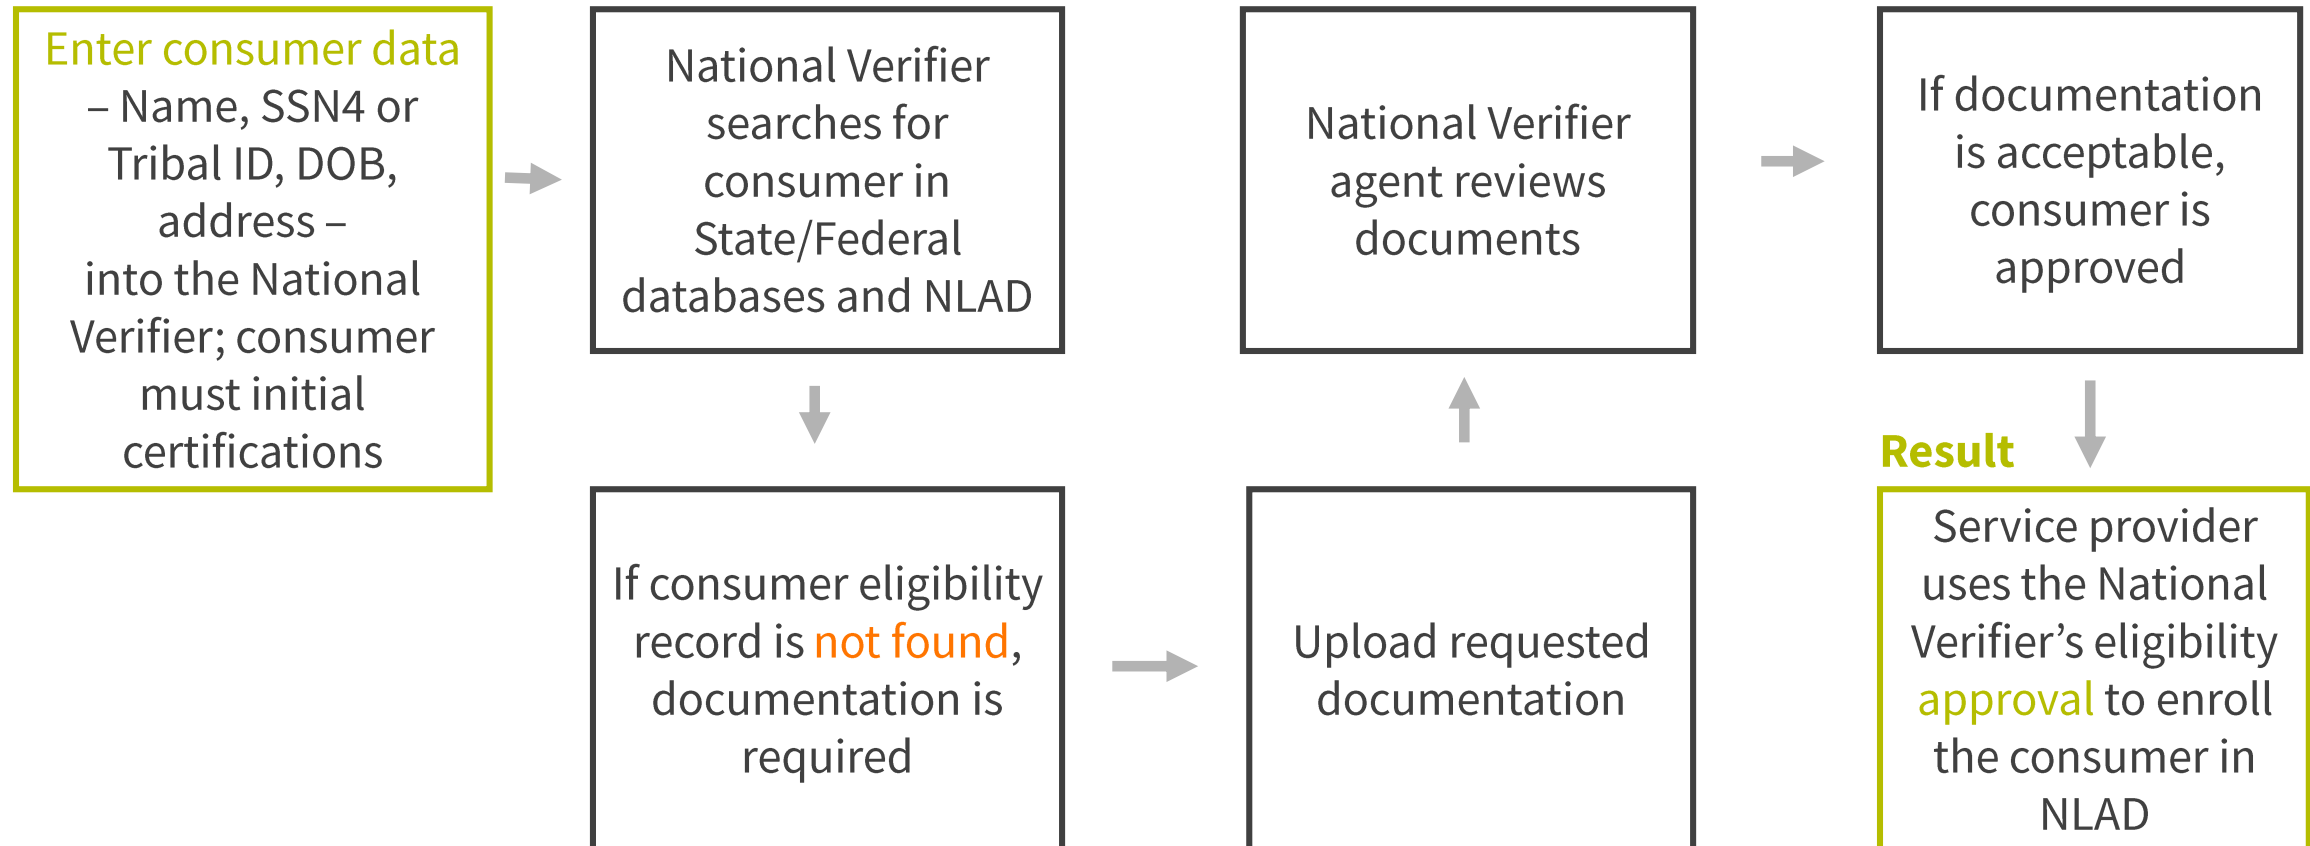 Enter consumer data
– Name, SSN4 or
Tribal ID, DOB,
address –
into the National
Verifier; consumer
must initial
certifications
National Verifier
searches for
consumer in
State/Federal
databases and NLAD
If consumer eligibility
record is not found,
documentation is
required
Upload requested
documentation
National Verifier
agent reviews
documents
If documentation
is acceptable,
consumer is
approved
Result
Service provider
uses the National
Verifier’s eligibility
approval to enroll
the consumer in
NLAD